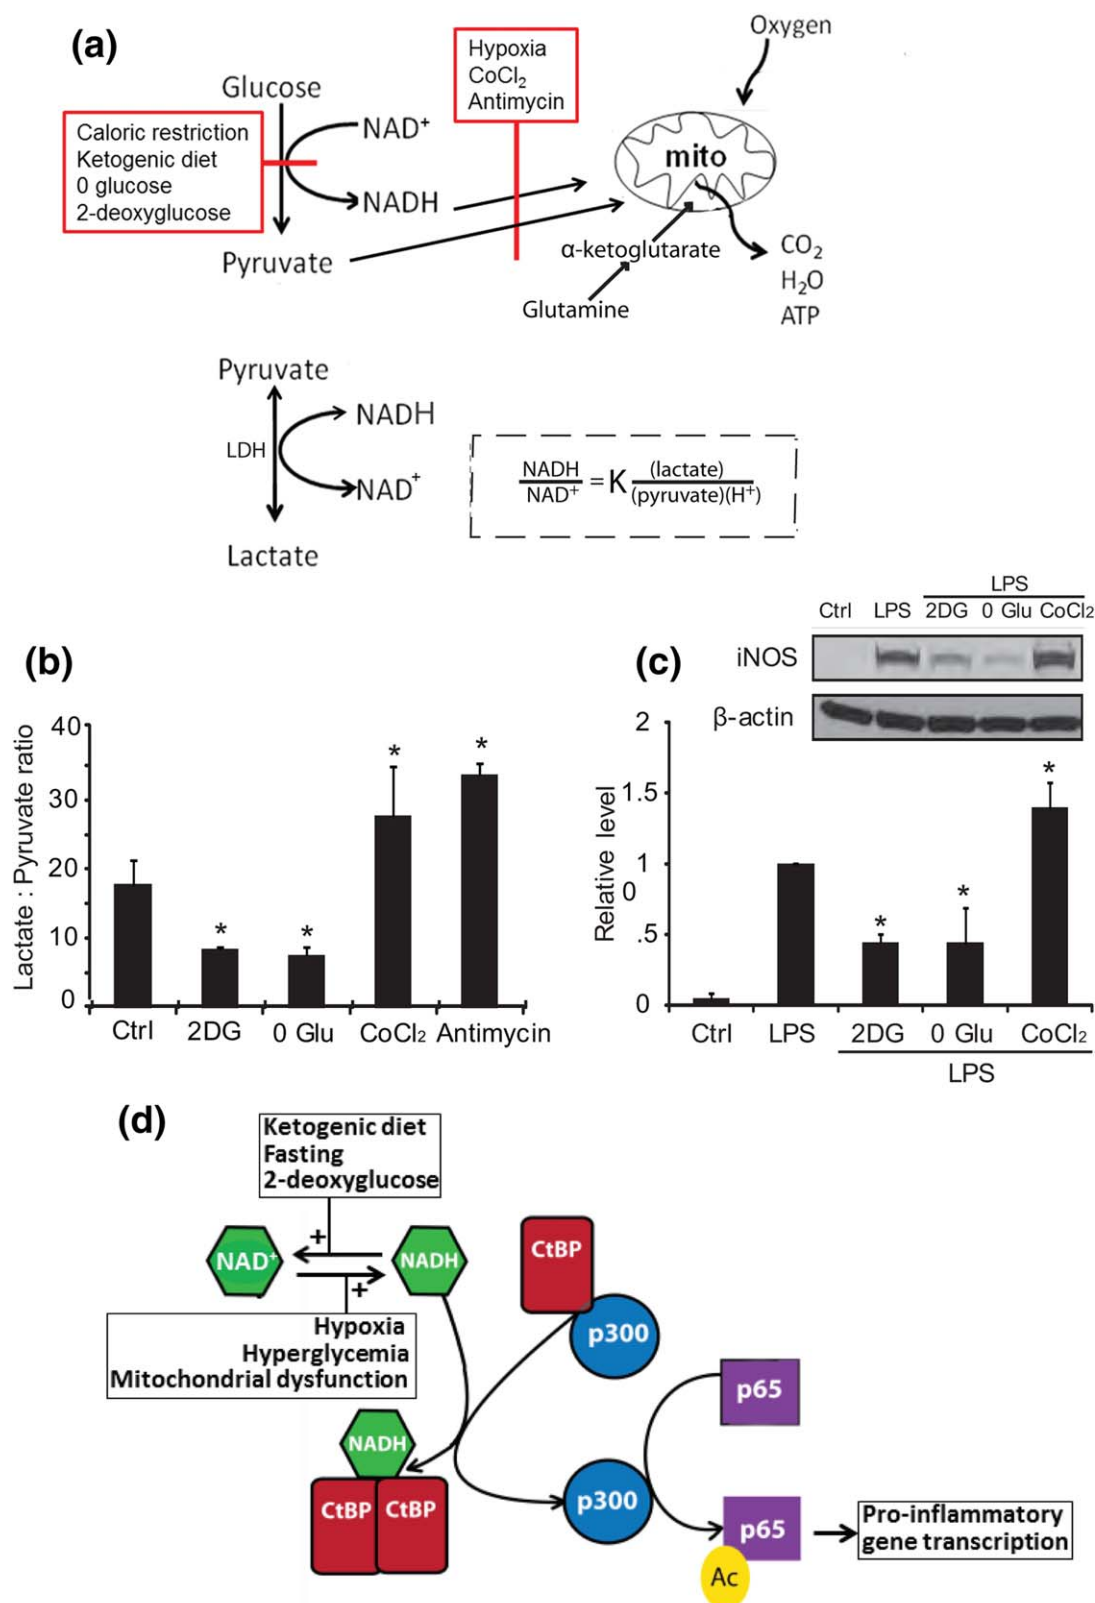 (a)
Hypoxia
CoCl₂
Antimycin
Oxygen
Glucose
Caloric restriction
Ketogenic diet
0 glucose
2-deoxyglucose
NAD⁺
NADH
mito
Pyruvate
α-ketoglutarate
Glutamine
CO₂
H₂O
ATP
Pyruvate
LDH
NADH
NAD⁺
Lactate
NADH
NAD⁺
= K
(lactate)
(pyruvate)(H⁺)
(b)
Lactate : Pyruvate ratio
40
30
20
10
0
*
*
*
*
Ctrl 2DG 0 Glu CoCl₂ Antimycin
(c)
LPS
Ctrl LPS 2DG 0 Glu CoCl₂
iNOS
β-actin
Relative level
2
1.5
1
0
.5
0
*
*
*
Ctrl LPS 2DG 0 Glu CoCl₂
LPS
(d)
Ketogenic diet
Fasting
2-deoxyglucose
+
NAD⁺
NADH
+
Hypoxia
Hyperglycemia
Mitochondrial dysfunction
CtBP
p300
p65
NADH
CtBP CtBP
p300
p65
Ac
Pro-inflammatory
gene transcription